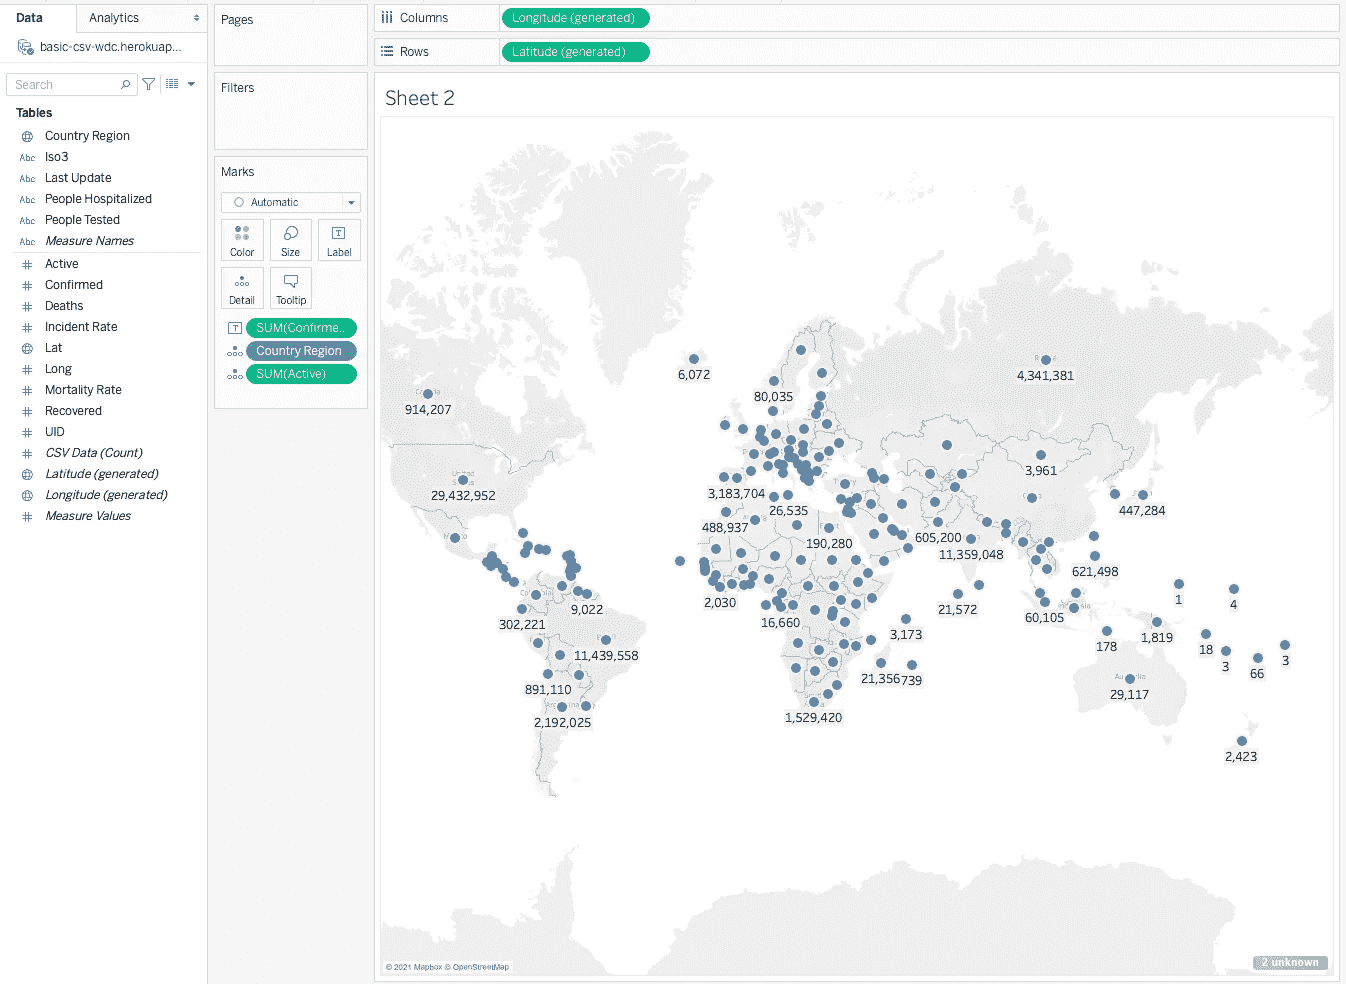 Data
Analytics
basic-csv-wdc.herokuap...
Search
Tables
Country Region
Abc Iso3
Abc Last Update
Abc People Hospitalized
Abc People Tested
Abc Measure Names
# Active
# Confirmed
# Deaths
# Incident Rate
Lat
# Long
# Mortality Rate
# Recovered
# UID
# CSV Data (Count)
Latitude (generated)
Longitude (generated)
# Measure Values
Pages
Filters
Marks
Automatic
Color Size T Label
Detail Tooltip
T SUM(Confirme..
Country Region
SUM(Active)
Columns Longitude (generated)
Rows Latitude (generated)
Sheet 2
6,072
4,341,381
80,035
914,207
3,961
29,432,952
3,183,704
26,535
447,284
488,937
190,280
605,200
11,359,048
621,498
2,030
9,022
21,572
1
4
302,221
16,660
60,105
3,173
1,819
178
18
11,439,558
3
66
3
891,110
21,356
739
29,117
2,192,025
1,529,420
2,423
© 2021 Mapbox © OpenStreetMap
2 unknown